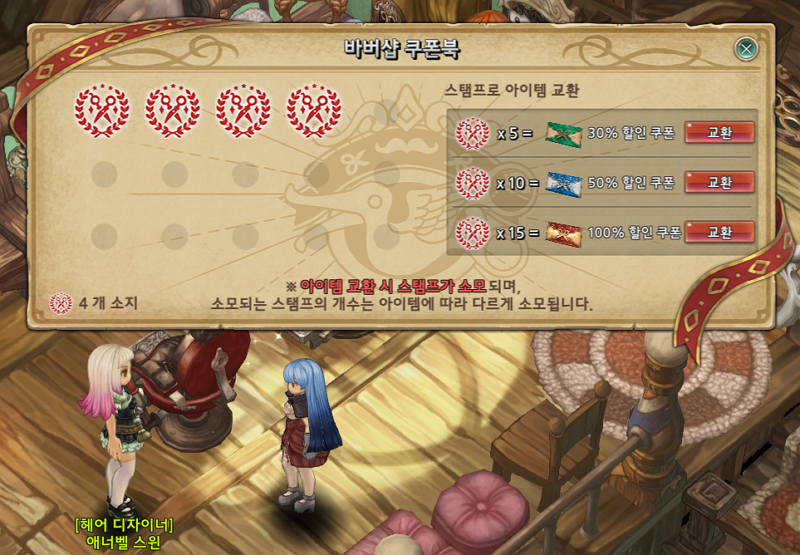 바버샵 쿠폰북
스탬프로 아이템 교환
x 5 = 30% 할인 쿠폰 교환
x 10 = 50% 할인 쿠폰 교환
x 15 = 100% 할인 쿠폰 교환
※ 아이템 교환 시 스탬프가 소모되며,
4 개 소지
소모되는 스탬프의 개수는 아이템에 따라 다르게 소모됩니다.
[헤어 디자이너]
애너벨 스윈